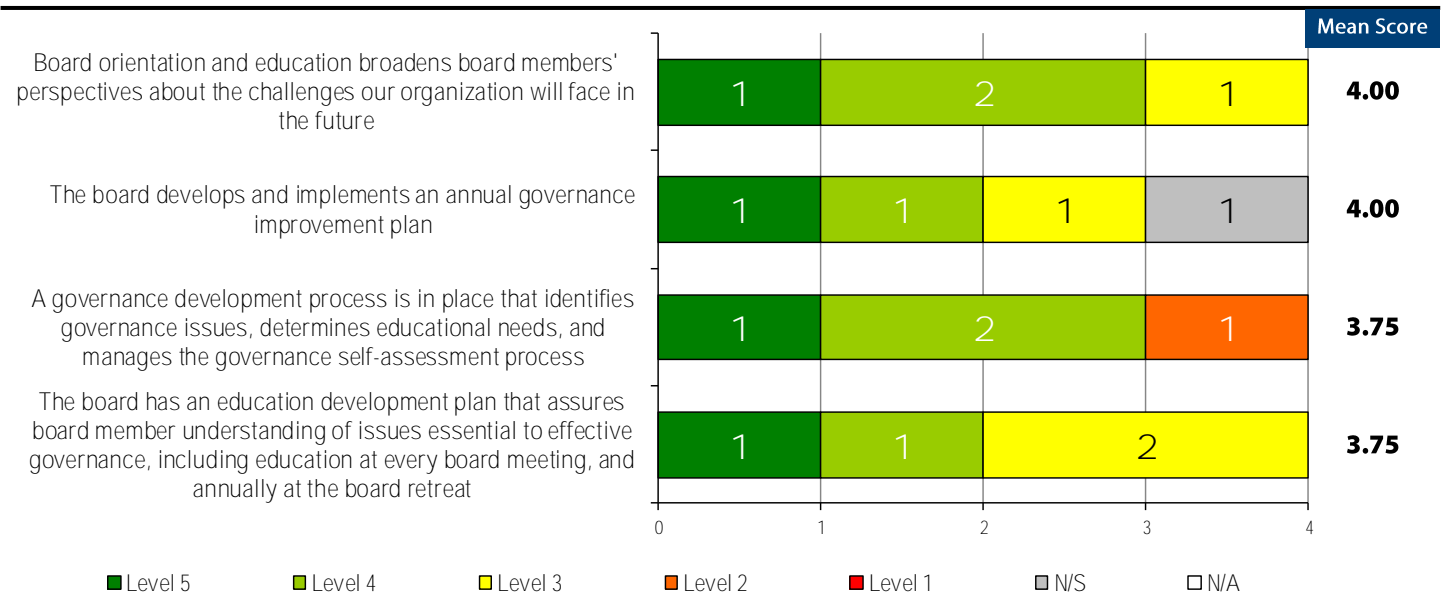 Mean Score
Board orientation and education broadens board members'
perspectives about the challenges our organization will face in
the future
1 2 1 4.00
The board develops and implements an annual governance
improvement plan
1 1 1 1 4.00
A governance development process is in place that identifies
governance issues, determines educational needs, and
manages the governance self-assessment process
1 2 1 3.75
The board has an education development plan that assures
board member understanding of issues essential to effective
governance, including education at every board meeting, and
annually at the board retreat
1 1 2 3.75
0 1 2 3 4
Level 5 Level 4 Level 3 Level 2 Level 1 N/S N/A